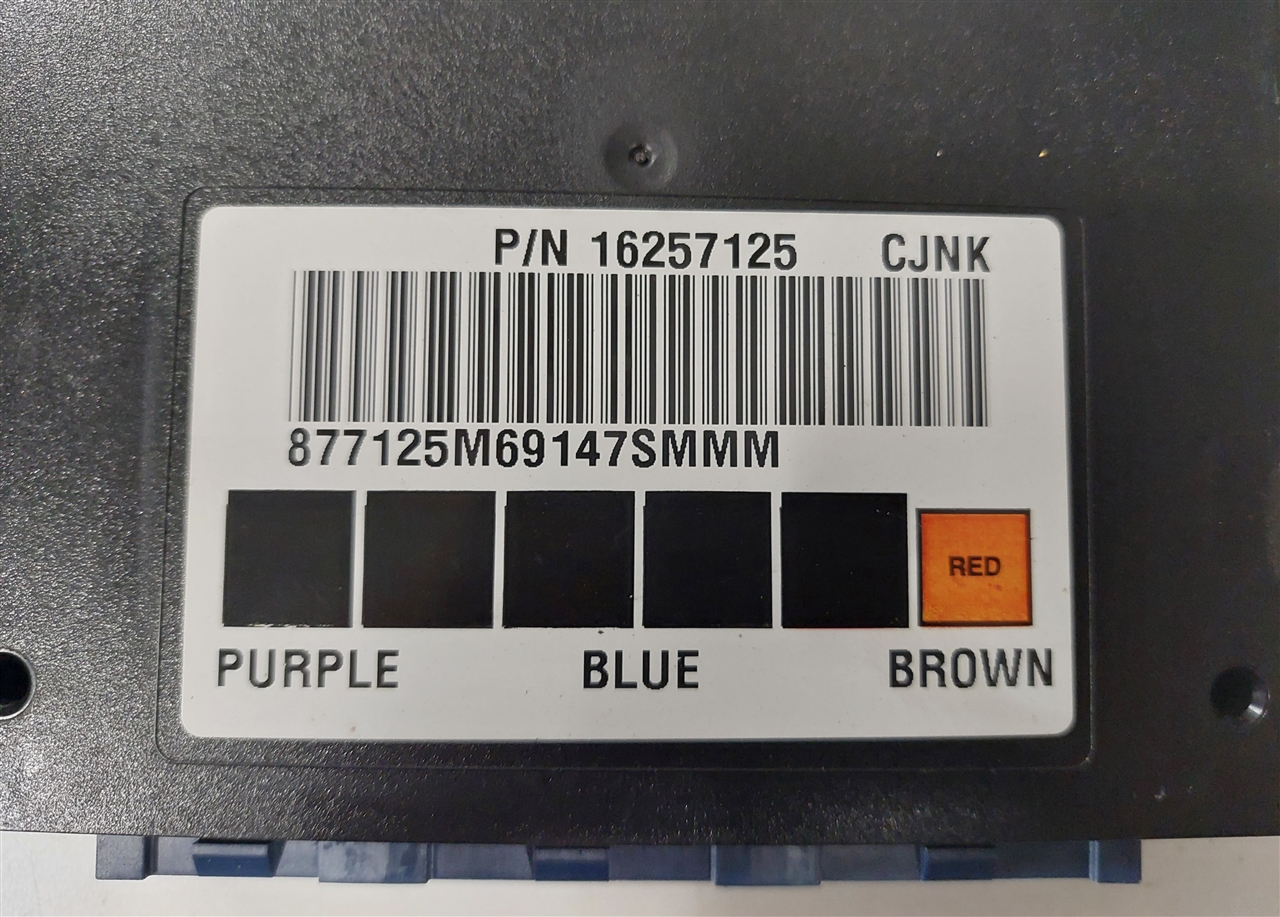 P/N 16257125 CJNK
877125M69147SMMM
RED
PURPLE BLUE BROWN